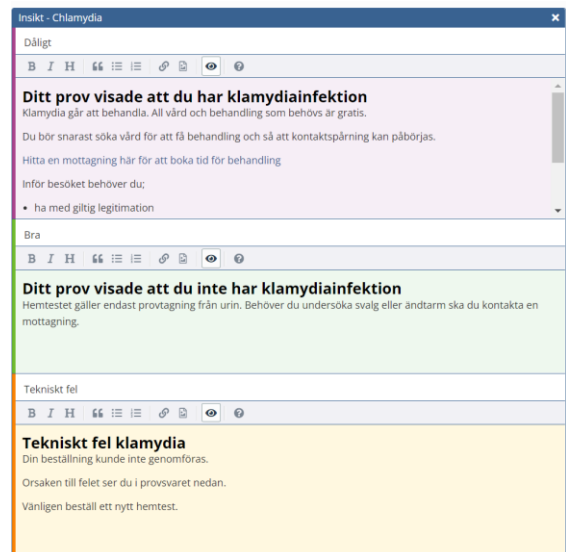 Insikt - Chlamydia
Dåligt
B I H
Ditt prov visade att du har klamydiainfektion
Klamydia går att behandla. All vård och behandling som behövs är gratis.
Du bör snarast söka vård för att få behandling och så att kontaktspårning kan påbörjas.
Hitta en mottagning här för att boka tid för behandling
Inför besöket behöver du;
• ha med giltig legitimation
Bra
B I H
Ditt prov visade att du inte har klamydiainfektion
Hemtestet gäller endast provtagning från urin. Behöver du undersöka svalg eller ändtarm ska du kontakta en
mottagning.
Tekniskt fel
B I H
Tekniskt fel klamydia
Din beställning kunde inte genomföras.
Orsaken till felet ser du i provsvaret nedan.
Vänligen beställ ett nytt hemtest.